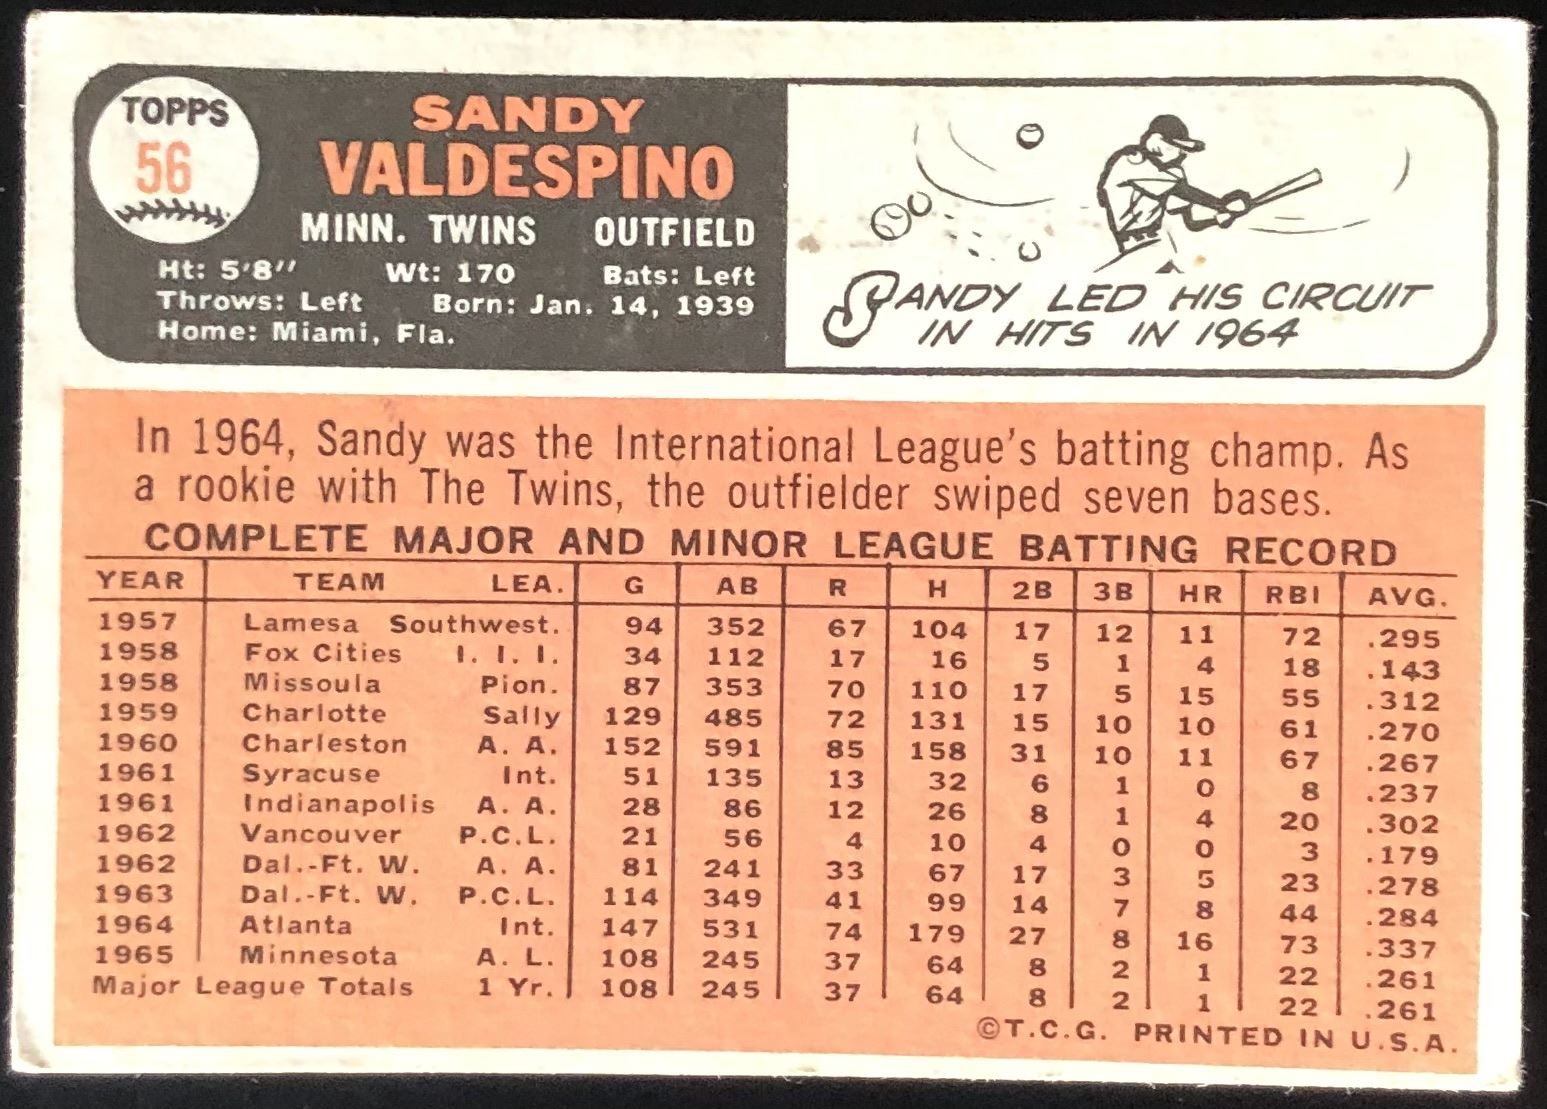 TOPPS
56
SANDY
VALDESPINO
MINN. TWINS OUTFIELD
Ht: 5'8" Wt: 170 Bats: Left
Throws: Left Born: Jan. 14, 1939
Home: Miami, Fla.
SANDY LED HIS CIRCUIT
IN HITS IN 1964
In 1964, Sandy was the International League's batting champ. As
a rookie with The Twins, the outfielder swiped seven bases.
COMPLETE MAJOR AND MINOR LEAGUE BATTING RECORD
YEAR TEAM LEA. G AB R H 2B 3B HR RBI AVG.
1957 Lamesa Southwest. 94 352 67 104 17 12 11 72 .295
1958 Fox Cities I. I. I. 34 112 17 16 5 1 4 18 .143
1958 Missoula Pion. 87 353 70 110 17 5 15 55 .312
1959 Charlotte Sally 129 485 72 131 15 10 10 61 .270
1960 Charleston A. A. 152 591 85 158 31 10 11 67 .267
1961 Syracuse Int. 51 135 13 32 6 1 0 8 .237
1961 Indianapolis A. A. 28 86 12 26 8 1 4 20 .302
1962 Vancouver P.C.L. 21 56 4 10 4 0 0 3 .179
1962 Dal.-Ft. W. A. A. 81 241 33 67 17 3 5 23 .278
1963 Dal.-Ft. W. P.C.L. 114 349 41 99 14 7 8 44 .284
1964 Atlanta Int. 147 531 74 179 27 8 16 73 .337
1965 Minnesota A. L. 108 245 37 64 8 2 1 22 .261
Major League Totals 1 Yr. 108 245 37 64 8 2 1 22 .261
©T.C.G. PRINTED IN U.S.A.